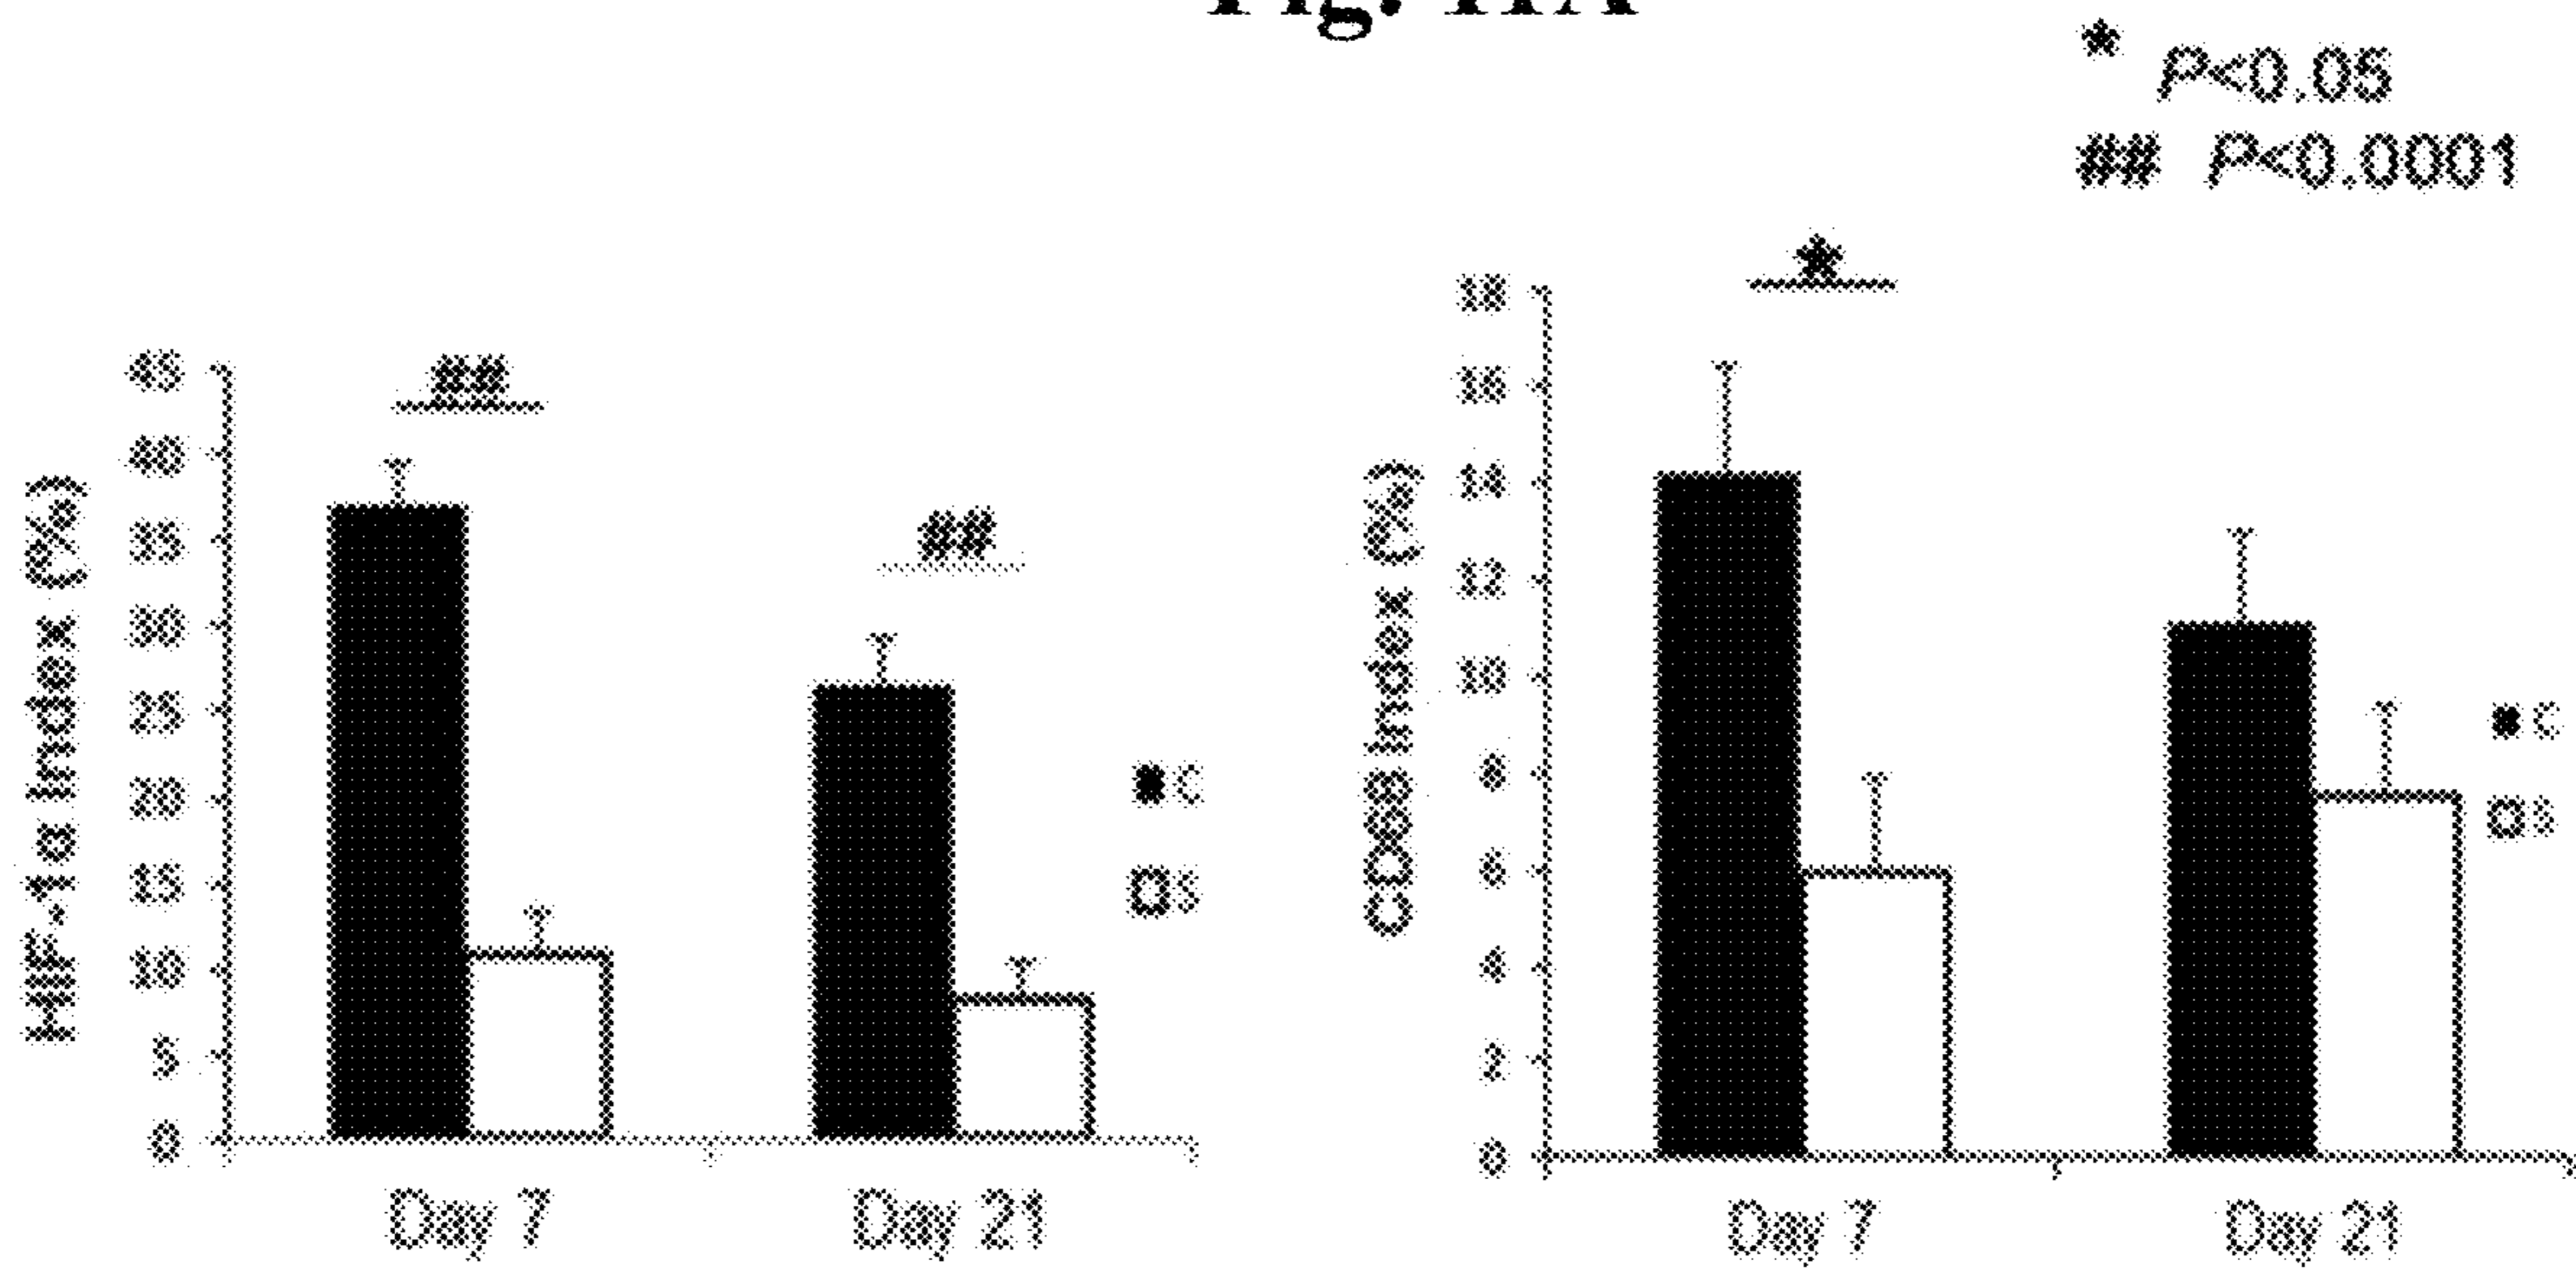 * P<0.05
## P<0.0001
HIF-1α Index (%)
45
40
35
30
25
20
15
10
5
0
##
##
C
S
Day 7
Day 21
CD68 Index (%)
18
16
14
12
10
8
6
4
2
0
*
C
S
Day 7
Day 21